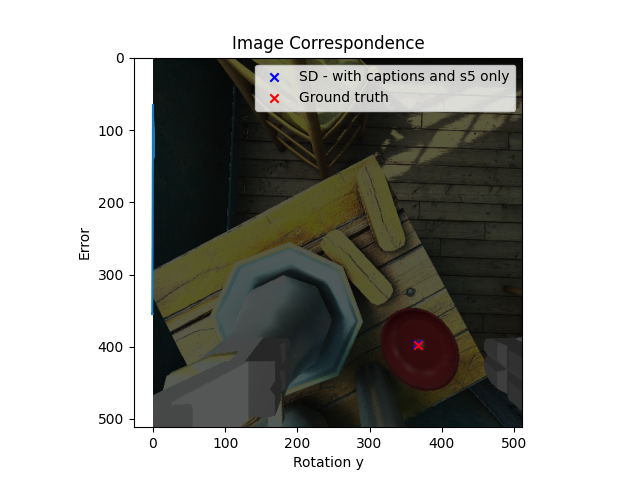 Image Correspondence
SD - with captions and s5 only
Ground truth
Error
0
100
200
300
400
500
0 100 200 300 400 500
Rotation y